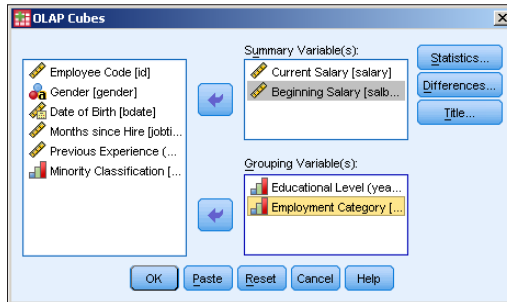 OLAP Cubes
Employee Code [id]
Gender [gender]
Date of Birth [bdate]
Months since Hire [jobti...
Previous Experience (...
Minority Classification [...
Summary Variable(s):
Current Salary [salary]
Beginning Salary [salb...
Grouping Variable(s):
Educational Level (yea...
Employment Category [...
Statistics...
Differences...
Title...
OK Paste Reset Cancel Help